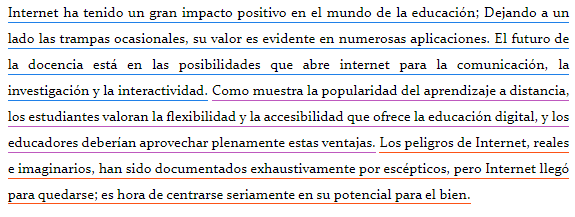 Internet ha tenido un gran impacto positivo en el mundo de la educación; Dejando a un
lado las trampas ocasionales, su valor es evidente en numerosas aplicaciones. El futuro de
la docencia está en las posibilidades que abre internet para la comunicación, la
investigación y la interactividad. Como muestra la popularidad del aprendizaje a distancia,
los estudiantes valoran la flexibilidad y la accesibilidad que ofrece la educación digital, y los
educadores deberían aprovechar plenamente estas ventajas. Los peligros de Internet, reales
e imaginarios, han sido documentados exhaustivamente por escépticos, pero Internet llegó
para quedarse; es hora de centrarse seriamente en su potencial para el bien.